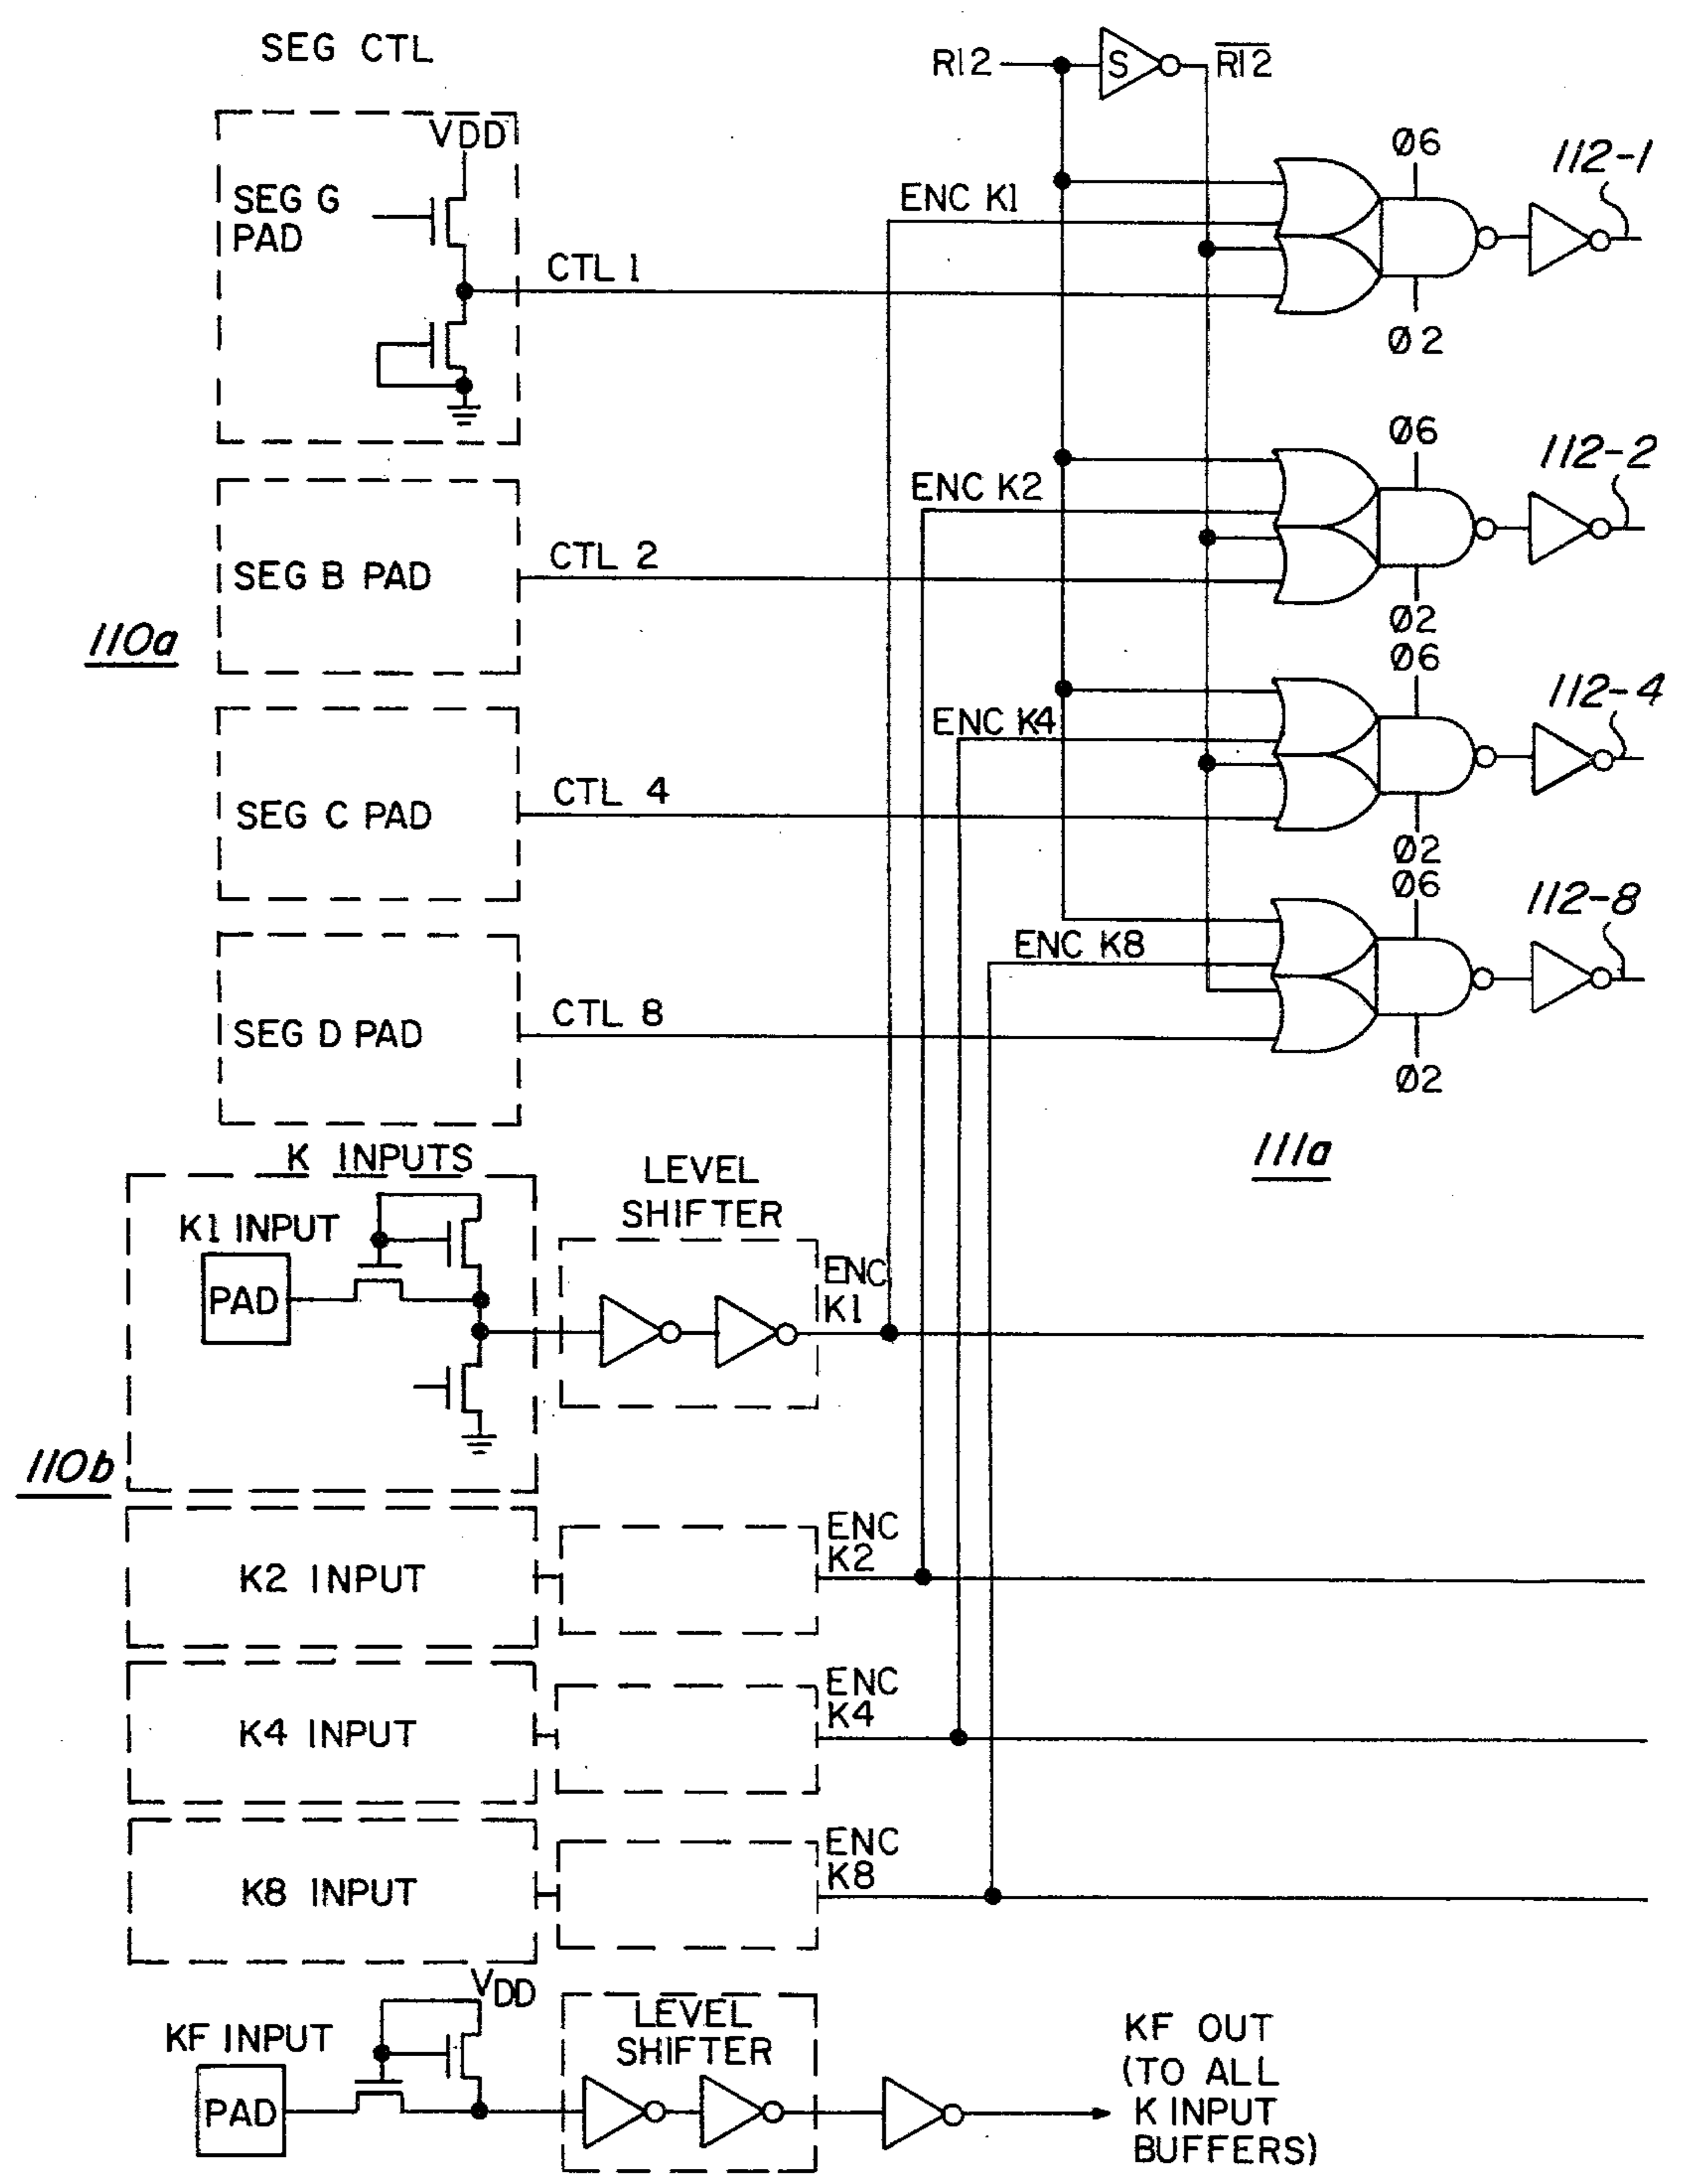 SEG CTL
R12
S
R12
VDD
SEG G
PAD
Ø6
112-1
ENC K1
CTL 1
Ø2
Ø6
112-2
ENC K2
CTL 2
SEG B PAD
Ø2
110a
Ø6
112-4
ENC K4
CTL 4
SEG C PAD
Ø2
Ø6
112-8
ENC K8
CTL 8
SEG D PAD
Ø2
111a
K INPUTS
LEVEL
SHIFTER
K1 INPUT
PAD
ENC
K1
110b
ENC
K2
K2 INPUT
ENC
K4
K4 INPUT
ENC
K8
K8 INPUT
VDD
KF INPUT
PAD
LEVEL
SHIFTER
KF OUT
(TO ALL
K INPUT
BUFFERS)